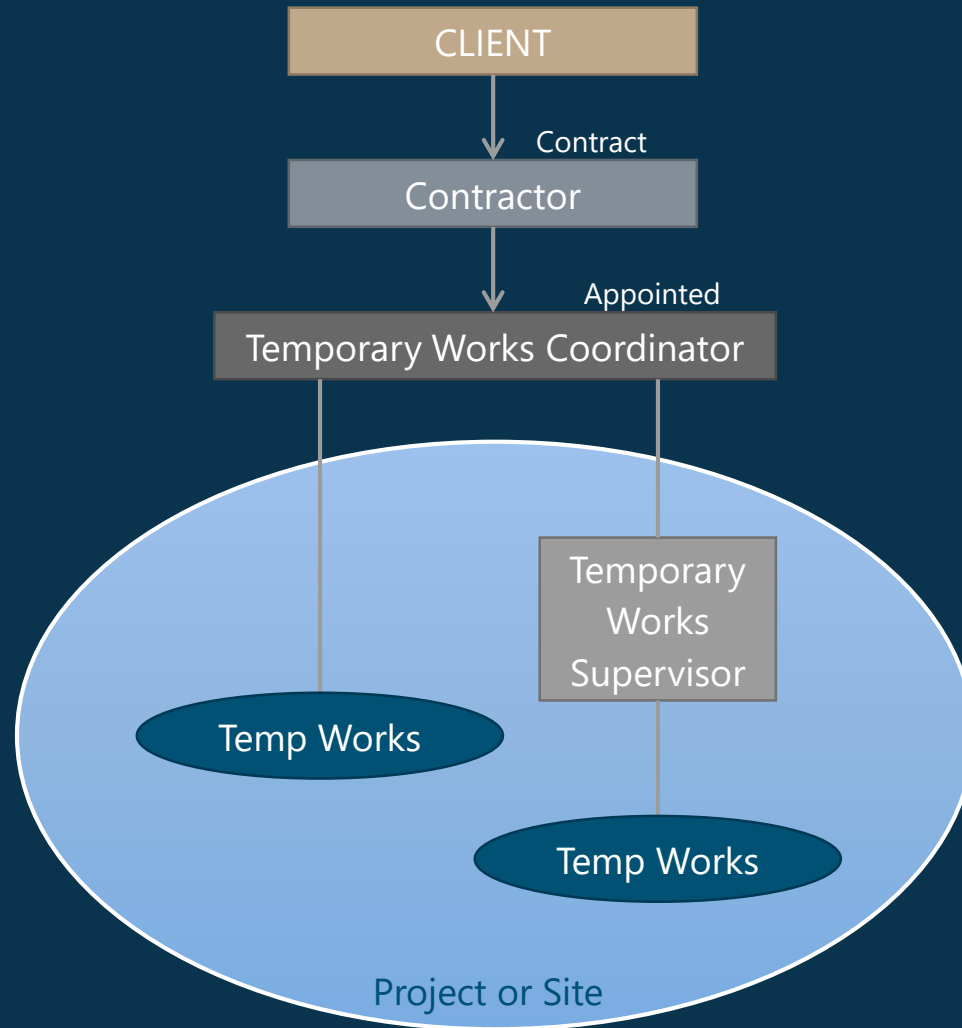 CLIENT
Contract
Contractor
Appointed
Temporary Works Coordinator
Temporary
Works
Supervisor
Temp Works
Temp Works
Project or Site